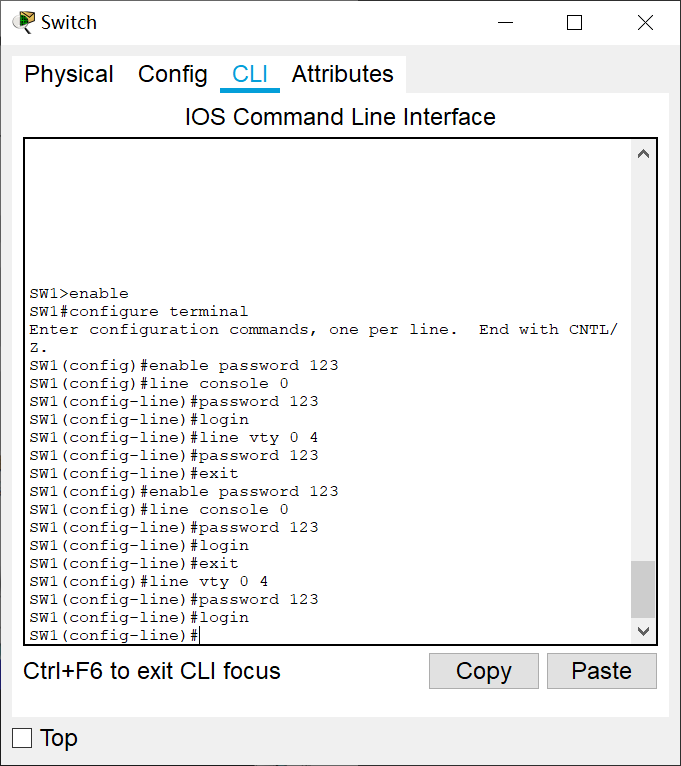 Switch
Physical Config CLI Attributes
IOS Command Line Interface
SW1>enable
SW1#configure terminal
Enter configuration commands, one per line.  End with CNTL/
Z.
SW1(config)#enable password 123
SW1(config)#line console 0
SW1(config-line)#password 123
SW1(config-line)#login
SW1(config-line)#line vty 0 4
SW1(config-line)#password 123
SW1(config-line)#exit
SW1(config)#enable password 123
SW1(config)#line console 0
SW1(config-line)#password 123
SW1(config-line)#login
SW1(config-line)#exit
SW1(config)#line vty 0 4
SW1(config-line)#password 123
SW1(config-line)#login
SW1(config-line)#
Ctrl+F6 to exit CLI focus Copy Paste
Top